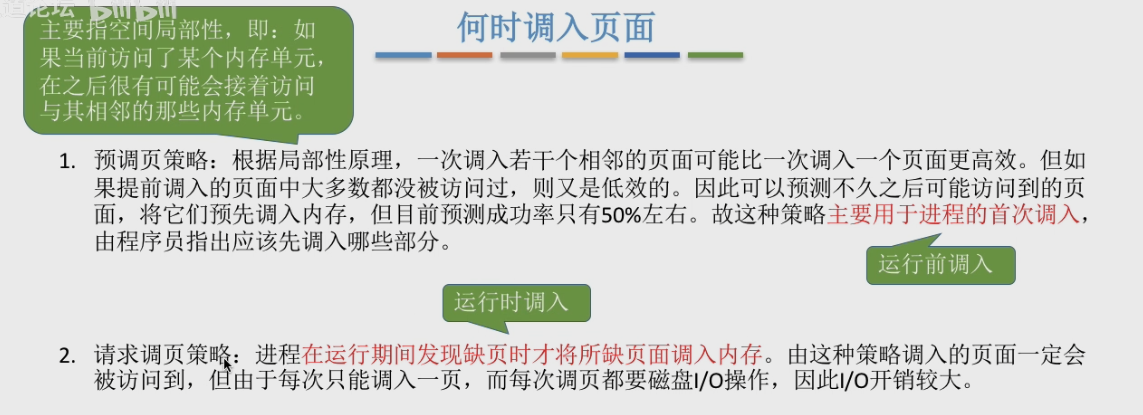 道论坛 bilibili
何时调入页面
主要指空间局部性，即：如
果当前访问了某个内存单元，
在之后很有可能会接着访问
与其相邻的那些内存单元。
1. 预调页策略：根据局部性原理，一次调入若干个相邻的页面可能比一次调入一个页面更高效。但如
果提前调入的页面中大多数都没被访问过，则又是低效的。因此可以预测不久之后可能访问到的页
面，将它们预先调入内存，但目前预测成功率只有50%左右。故这种策略主要用于进程的首次调入，
由程序员指出应该先调入哪些部分。
运行前调入
运行时调入
2. 请求调页策略：进程在运行期间发现缺页时才将所缺页面调入内存。由这种策略调入的页面一定会
被访问到，但由于每次只能调入一页，而每次调页都要磁盘I/O操作，因此I/O开销较大。